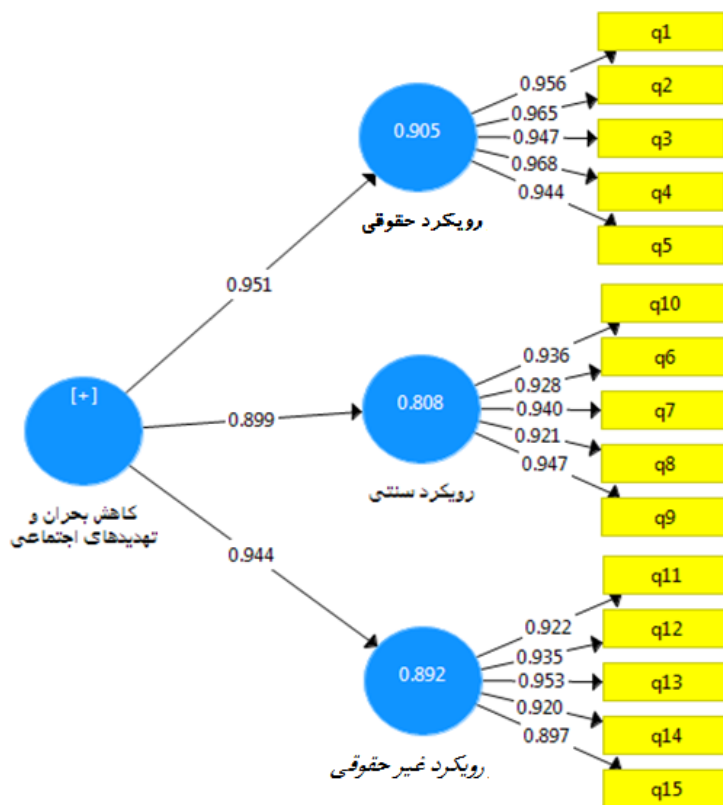 q1
0.956
q2
0.965
0.905
0.947
q3
0.968
q4
0.944
رویکرد حقوقی
q5
0.951
q10
0.936
q6
0.928
[+]
0.808
0.940
q7
0.899
0.921
q8
0.947
رویکرد سنتی
q9
کاهش بحران و
تهدیدهای اجتماعی
0.944
q11
0.922
q12
0.935
0.892
0.953
q13
0.920
q14
0.897
رویکرد غیر حقوقی
q15